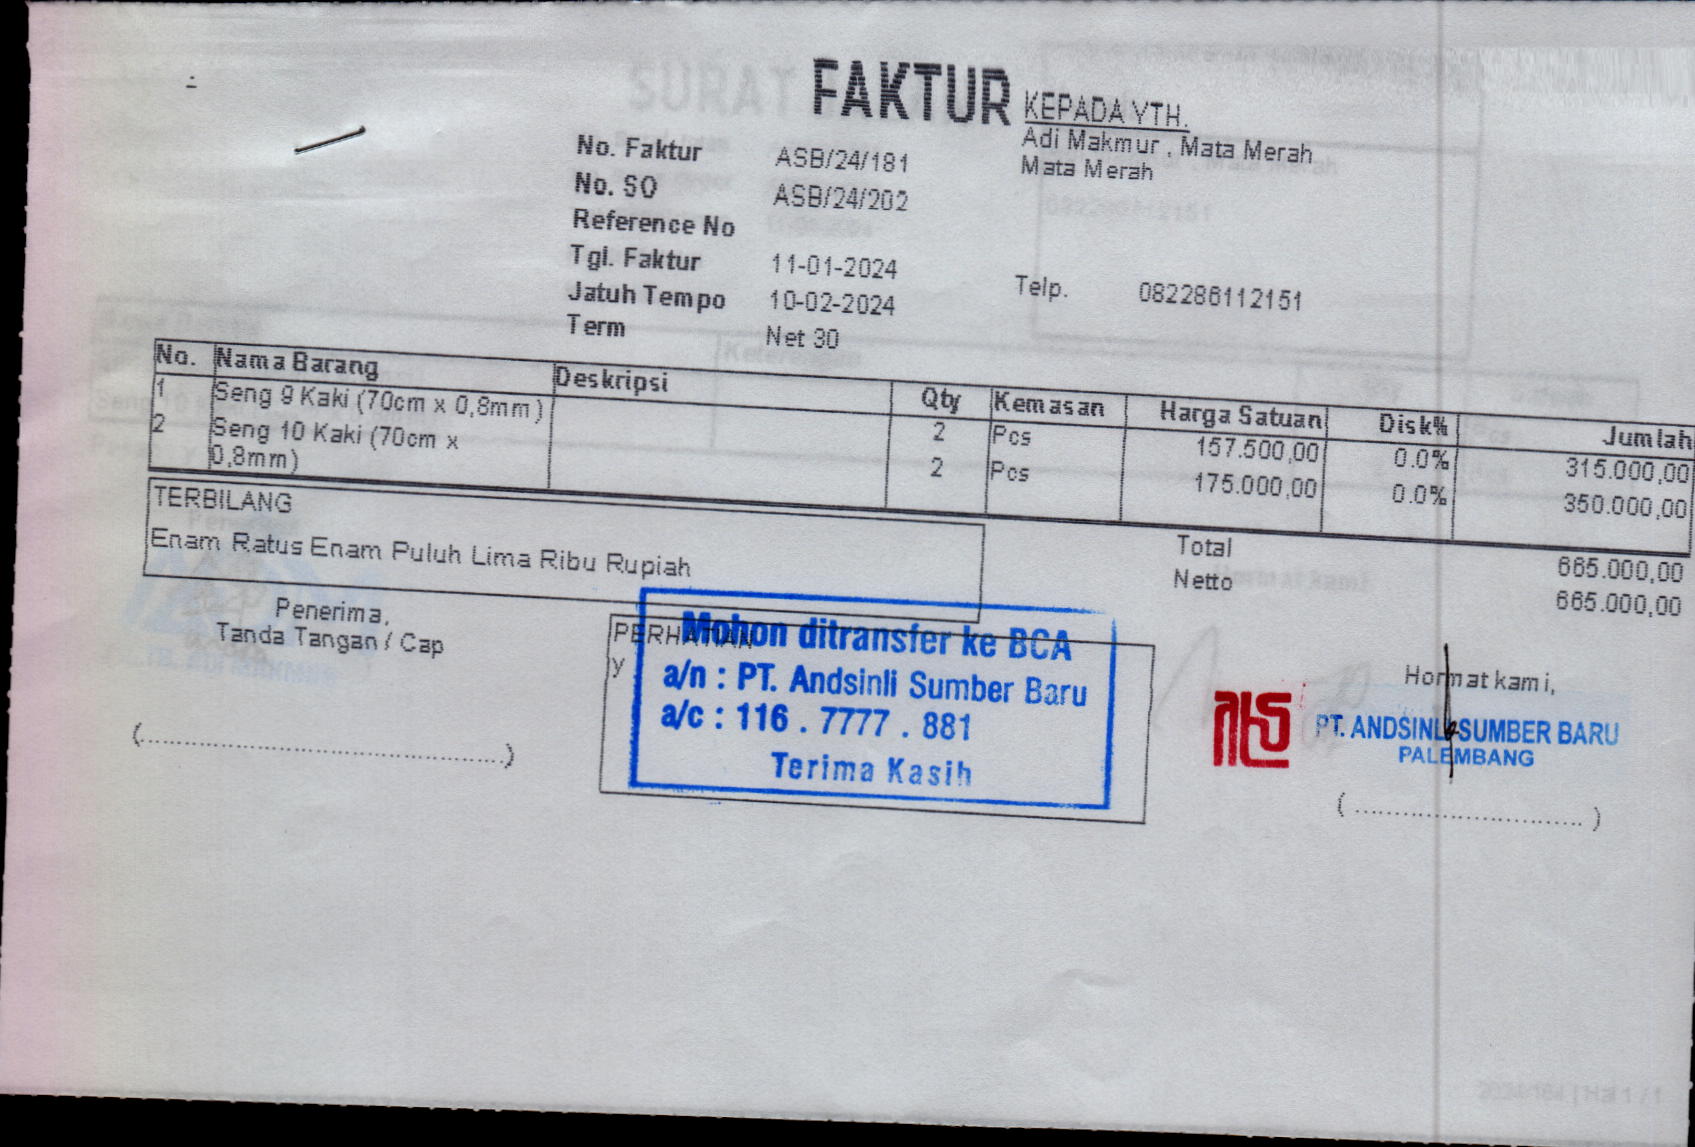 FAKTUR
KEPADA YTH.
Adi Makmur , Mata Merah
Mata Merah
No. Faktur ASB/24/181
No. SO ASB/24/202
Reference No
Tgl. Faktur 11-01-2024
Jatuh Tempo 10-02-2024
Term Net 30
Telp. 082286112151
No. Nama Barang Deskripsi Qty Kemasan Harga Satuan Disk% Jumlah
1 Seng 9 Kaki (70cm x 0,8mm) 2 Pcs 157.500,00 0.0% 315.000,00
2 Seng 10 Kaki (70cm x 2 Pcs 175.000,00 0.0% 350.000,00
0,8mm)
TERBILANG
Enam Ratus Enam Puluh Lima Ribu Rupiah
Total 665.000,00
Netto 665.000,00
Penerima,
Tanda Tangan / Cap
(..........................................)
PERHATIAN
y
Mohon ditransfer ke BCA
a/n : PT. Andsinli Sumber Baru
a/c : 116 . 7777 . 881
Terima Kasih
Hormat kami,
PT. ANDSINLI SUMBER BARU
PALEMBANG
( ............................ )